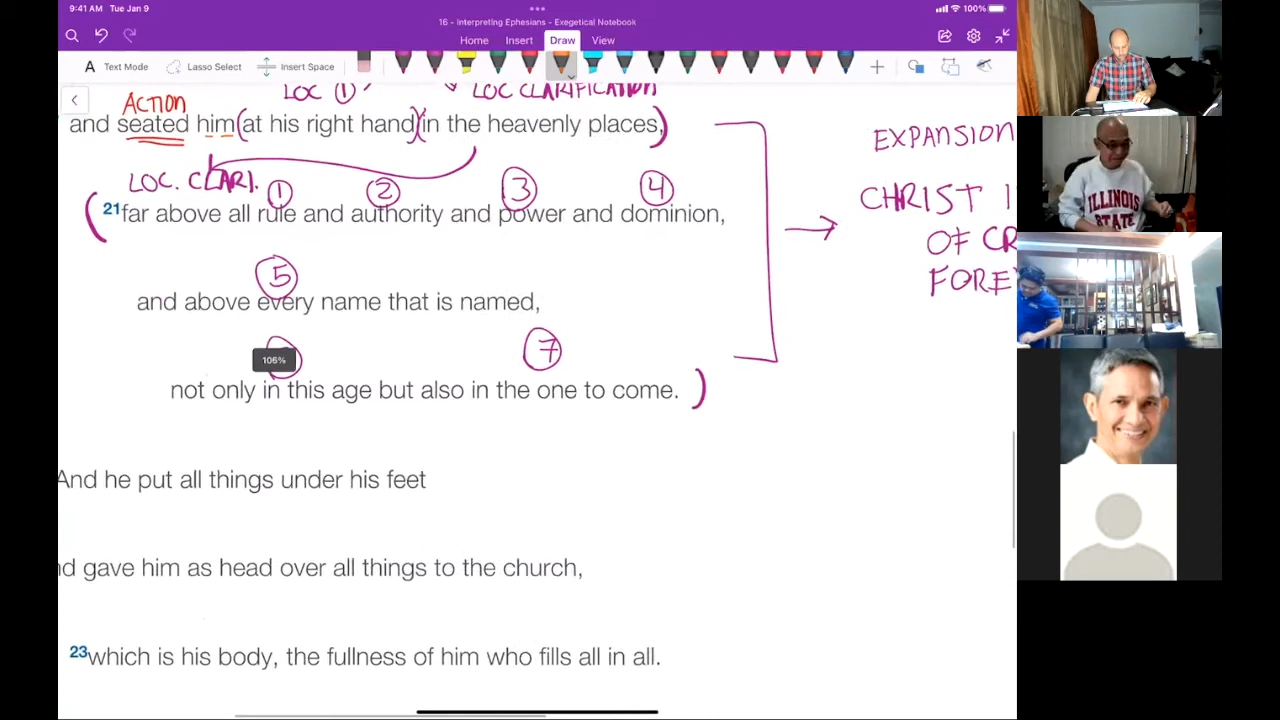 9:41 AM Tue Jan 9
100%
16 - Interpreting Ephesians - Exegetical Notebook
Home Insert Draw View
A Text Mode Lasso Select Insert Space
LOC ① LOC CLARIFICATION
ACTION
and seated him (at his right hand)(in the heavenly places,)
EXPANSION
LOC. CLARI.
① ② ③ ④
CHRIST I
(21far above all rule and authority and power and dominion,
OF CR
FORE
⑤
and above every name that is named,
106% ⑦
not only in this age but also in the one to come. )
And he put all things under his feet
nd gave him as head over all things to the church,
23which is his body, the fullness of him who fills all in all.
ILLINOIS
STATE